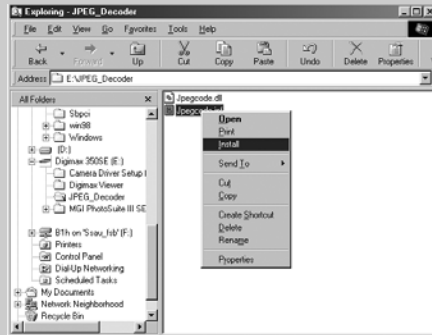 Exploring - JPEG_Decoder
File Edit View Go Favorites Tools Help
Back Forward Up Cut Copy Paste Undo Delete Properties
Address E:\JPEG_Decoder
All Folders
Sbpci
win98
Windows
(D:)
Digimax 350SE (E:)
Camera Driver Setup
Digimax Viewer
JPEG_Decoder
MGI PhotoSuite III SE
B1h on 'Ssau_fsb' (F:)
Printers
Control Panel
Dial-Up Networking
Scheduled Tasks
My Documents
Network Neighborhood
Recycle Bin
Jpegcode.dll
Open
Print
Install
Send To
Cut
Copy
Create Shortcut
Delete
Rename
Properties